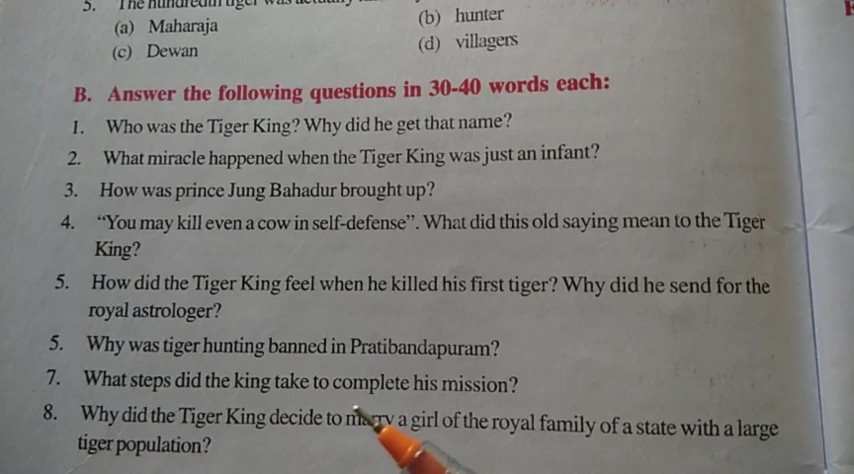 5. The hundredth tiger was
(a) Maharaja (b) hunter
(c) Dewan (d) villagers
B. Answer the following questions in 30-40 words each:
1. Who was the Tiger King? Why did he get that name?
2. What miracle happened when the Tiger King was just an infant?
3. How was prince Jung Bahadur brought up?
4. “You may kill even a cow in self-defense”. What did this old saying mean to the Tiger
King?
5. How did the Tiger King feel when he killed his first tiger? Why did he send for the
royal astrologer?
5. Why was tiger hunting banned in Pratibandapuram?
7. What steps did the king take to complete his mission?
8. Why did the Tiger King decide to marry a girl of the royal family of a state with a large
tiger population?